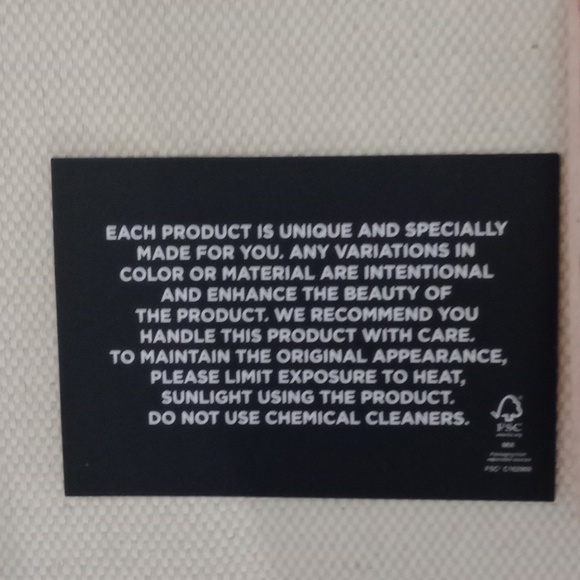 EACH PRODUCT IS UNIQUE AND SPECIALLY
MADE FOR YOU. ANY VARIATIONS IN
COLOR OR MATERIAL ARE INTENTIONAL
AND ENHANCE THE BEAUTY OF
THE PRODUCT. WE RECOMMEND YOU
HANDLE THIS PRODUCT WITH CARE.
TO MAINTAIN THE ORIGINAL APPEARANCE,
PLEASE LIMIT EXPOSURE TO HEAT,
SUNLIGHT USING THE PRODUCT.
DO NOT USE CHEMICAL CLEANERS.
FSC